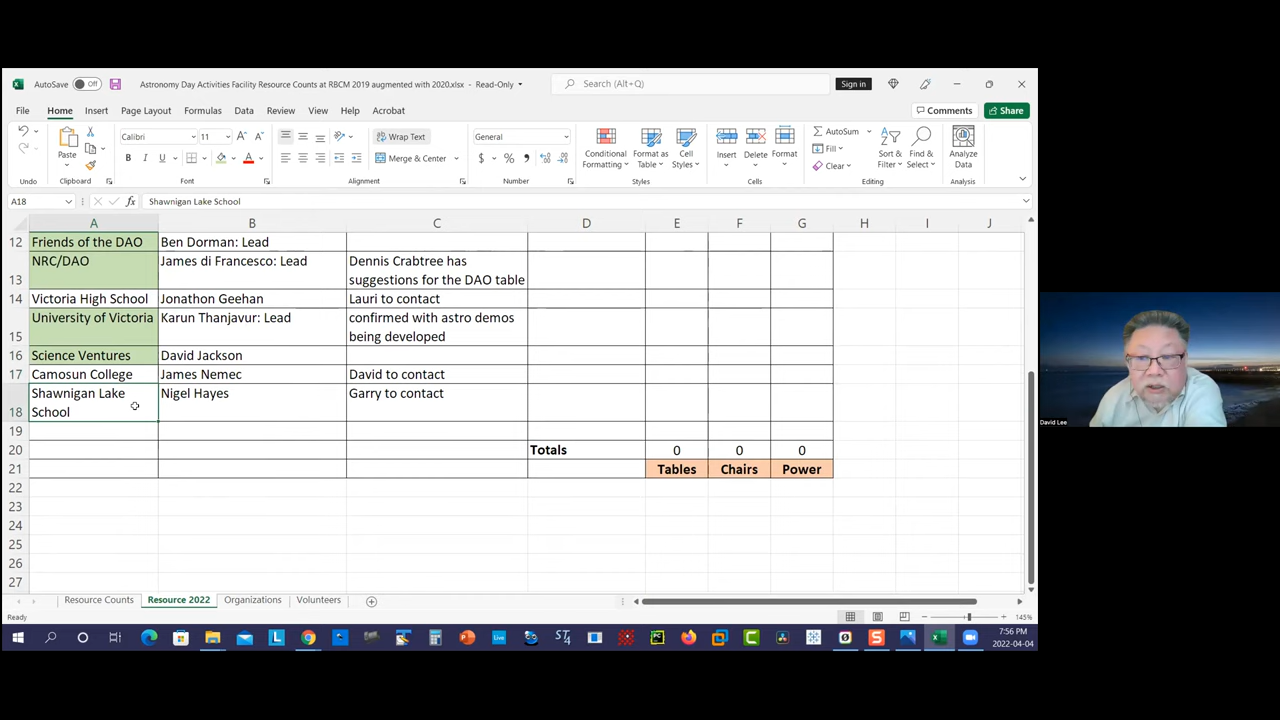 AutoSave Off Astronomy Day Activities Facility Resource Counts at RBCM 2019 augmented with 2020.xlsx - Read-Only Search (Alt+Q) Sign in
File Home Insert Page Layout Formulas Data Review View Help Acrobat Comments Share
Calibri 11 Wrap Text General AutoSum
Paste Conditional Formatting Format as Table Cell Styles Insert Delete Format Fill Sort & Filter Find & Select Analyze Data
B I U A Merge & Center $ % Clear
Undo Clipboard Font Alignment Number Styles Cells Editing Analysis
A18 fx Shawnigan Lake School
A B C D E F G H I J
12 Friends of the DAO Ben Dorman: Lead
NRC/DAO James di Francesco: Lead Dennis Crabtree has
13 suggestions for the DAO table
14 Victoria High School Jonathon Geehan Lauri to contact
University of Victoria Karun Thanjavur: Lead confirmed with astro demos
15 being developed
16 Science Ventures David Jackson
17 Camosun College James Nemec David to contact
Shawnigan Lake Nigel Hayes Garry to contact
18 School
19
20 Totals 0 0 0
21 Tables Chairs Power
22
23
24
25
26
27
Resource Counts Resource 2022 Organizations Volunteers
Ready 145%
7:56 PM
2022-04-04
David Lee